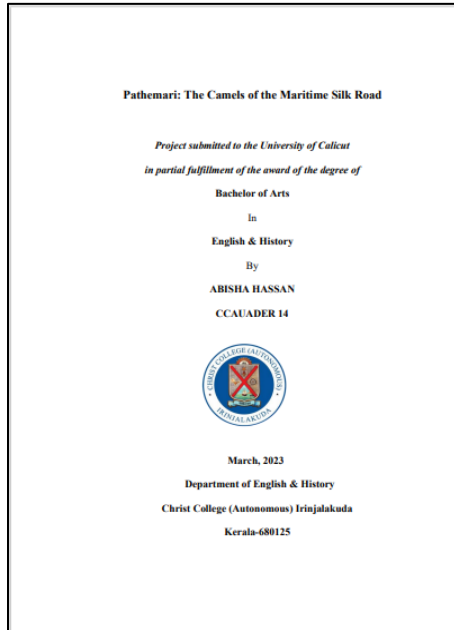 Pathemari: The Camels of the Maritime Silk Road
Project submitted to the University of Calicut
in partial fulfillment of the award of the degree of
Bachelor of Arts
In
English & History
By
ABISHA HASSAN
CCAUADER 14
CHRIST COLLEGE (AUTONOMOUS)
IRINJALAKUDA
March, 2023
Department of English & History
Christ College (Autonomous) Irinjalakuda
Kerala-680125